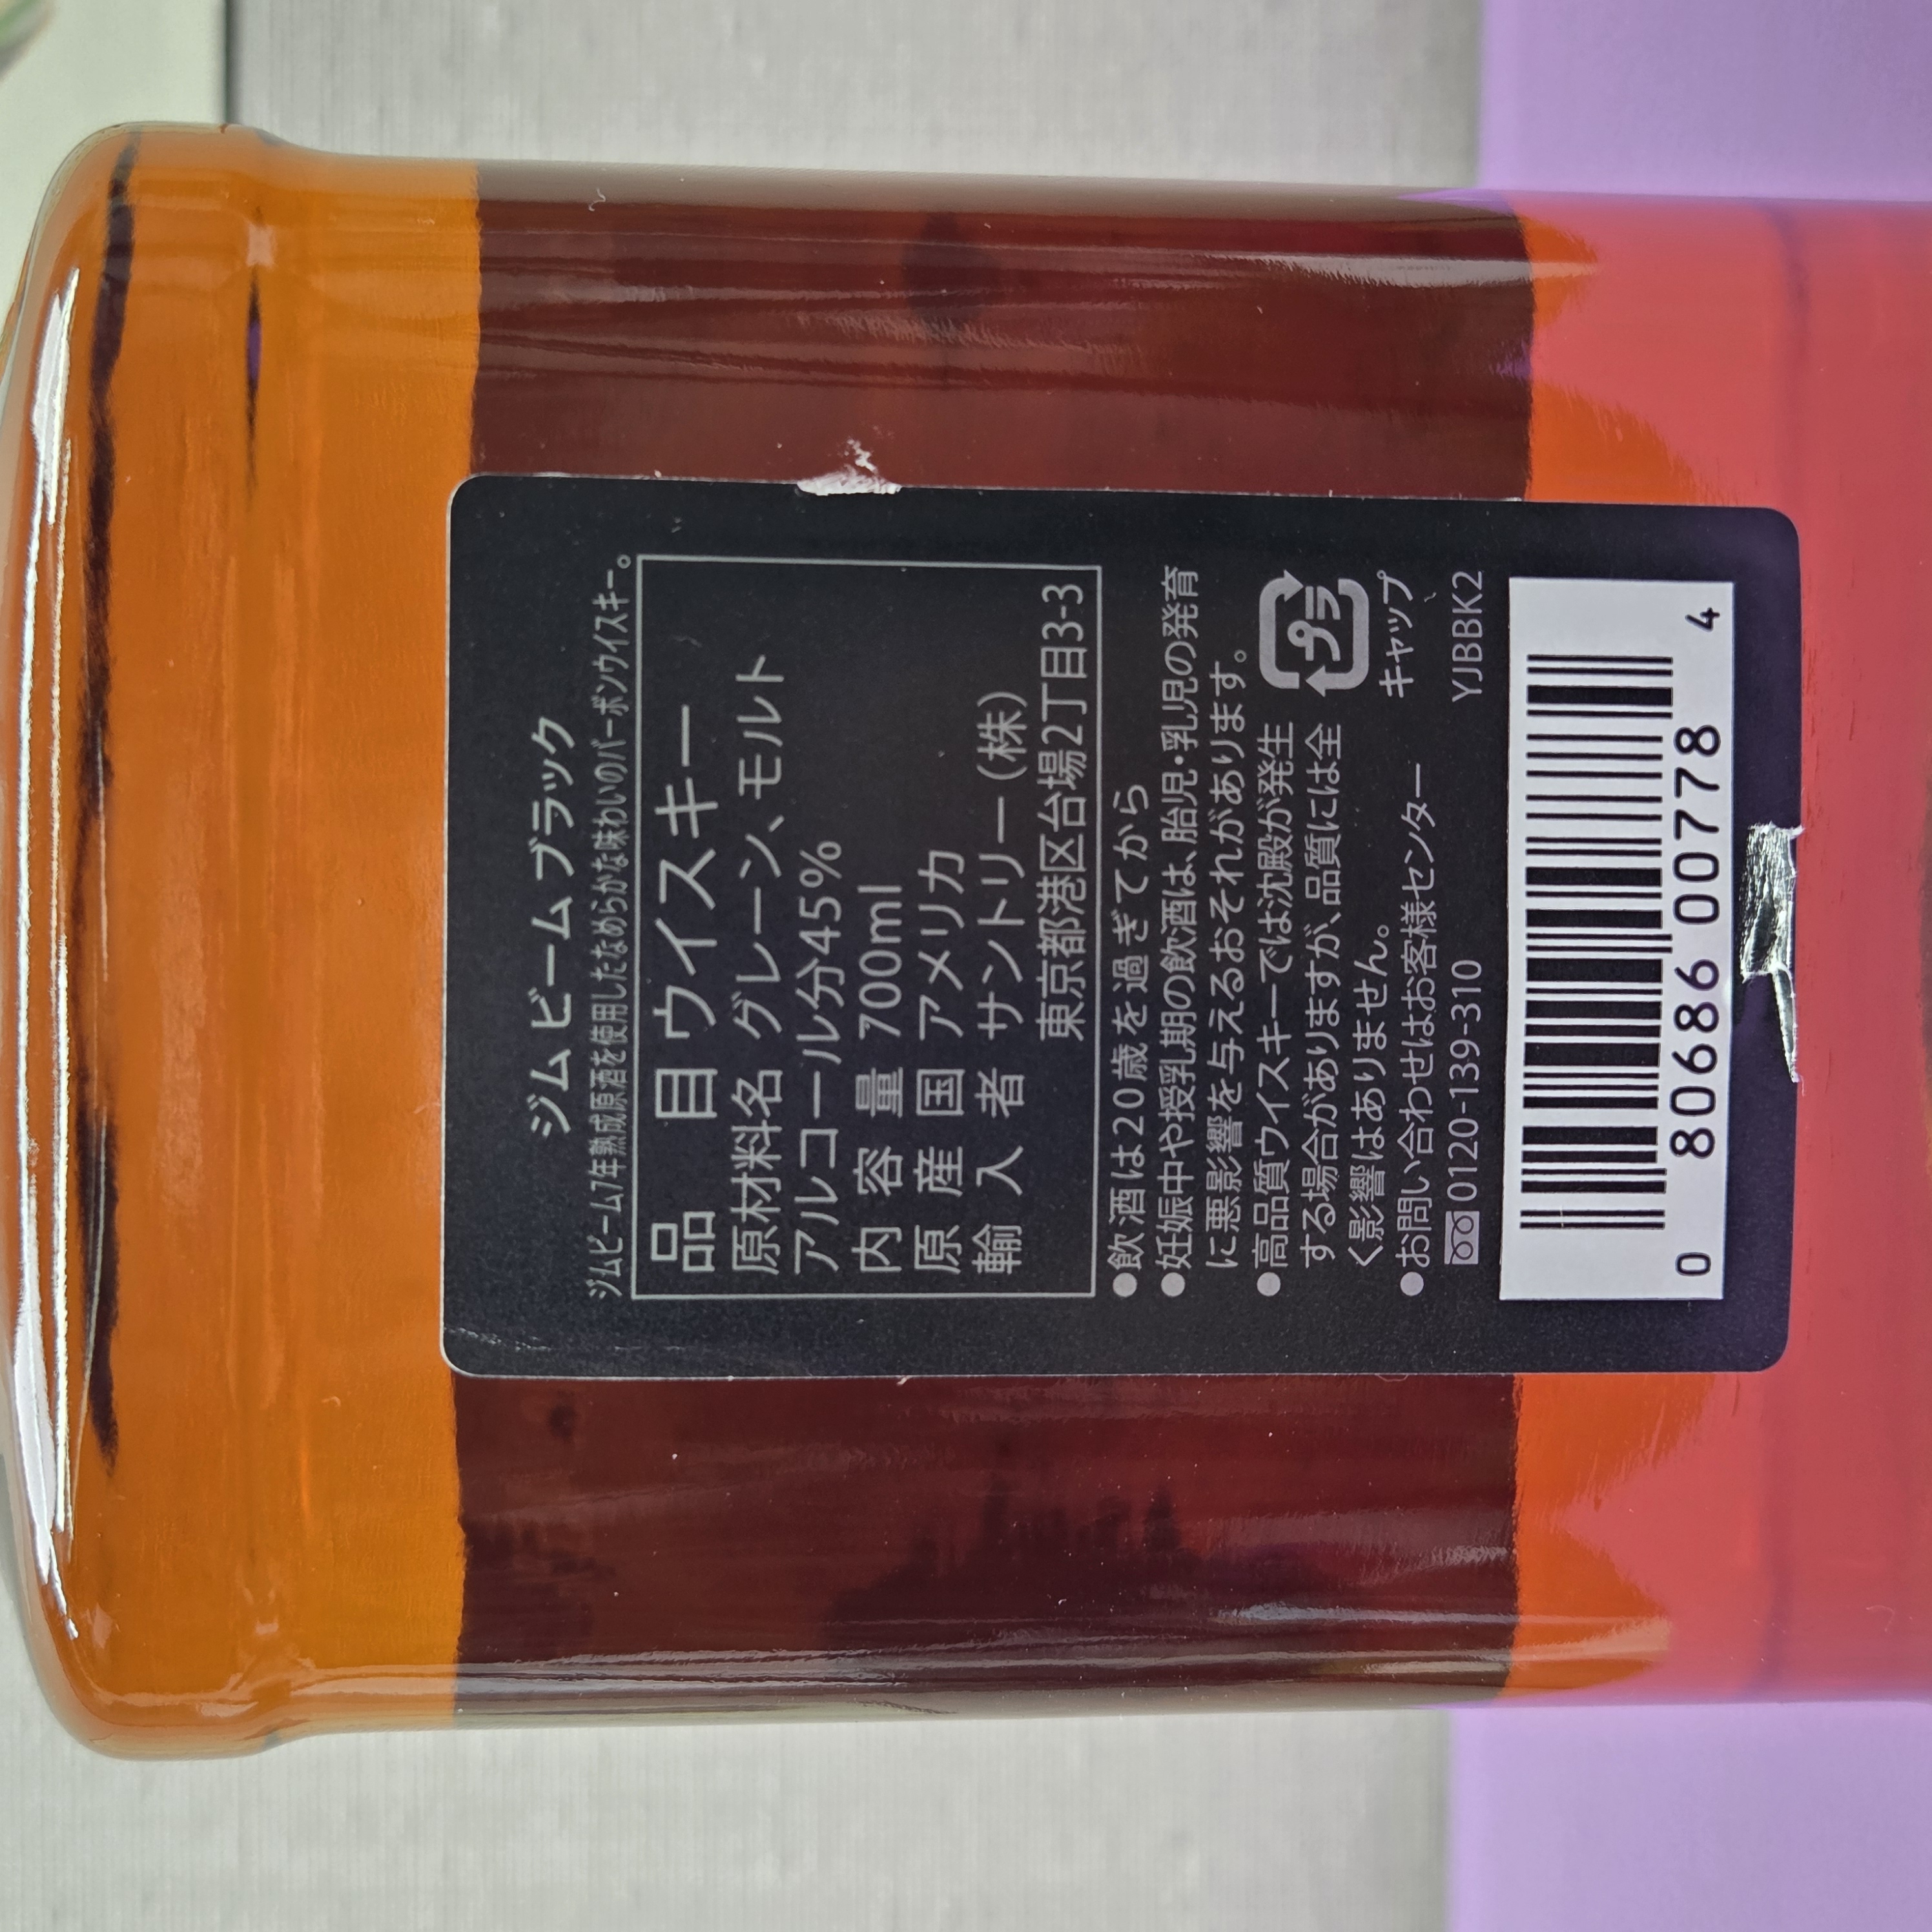 ジム ビーム ブラック
ジムビーム7年熟成原酒を使用したなめらかな味わいのバーボンウイスキー。
品 目 ウイスキー
原材料名 グレーン、モルト
アルコール分45%
内 容 量 700ml
原 産 国 アメリカ
輸 入 者 サントリー(株)
東京都港区台場2丁目3-3
●飲酒は20歳を過ぎてから
●妊娠中や授乳期の飲酒は、胎児・乳児の発育
に悪影響を与えるおそれがあります。
●高品質ウイスキーでは沈殿が発生
する場合がありますが、品質には全
く影響はありません。
●お問い合わせはお客様センター
0120-139-310
プラ
キャップ
YJBBK2
0 80686 00778 4